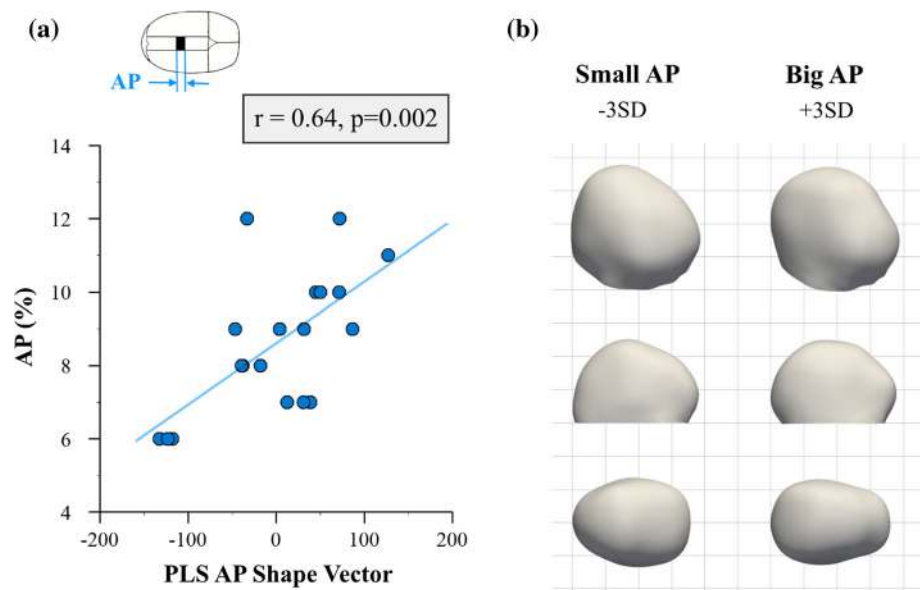 (a)
AP
r = 0.64, p=0.002
14
12
10
8
6
4
AP (%)
-200
-100
0
100
200
PLS AP Shape Vector
(b)
Small AP
Big AP
-3SD
+3SD